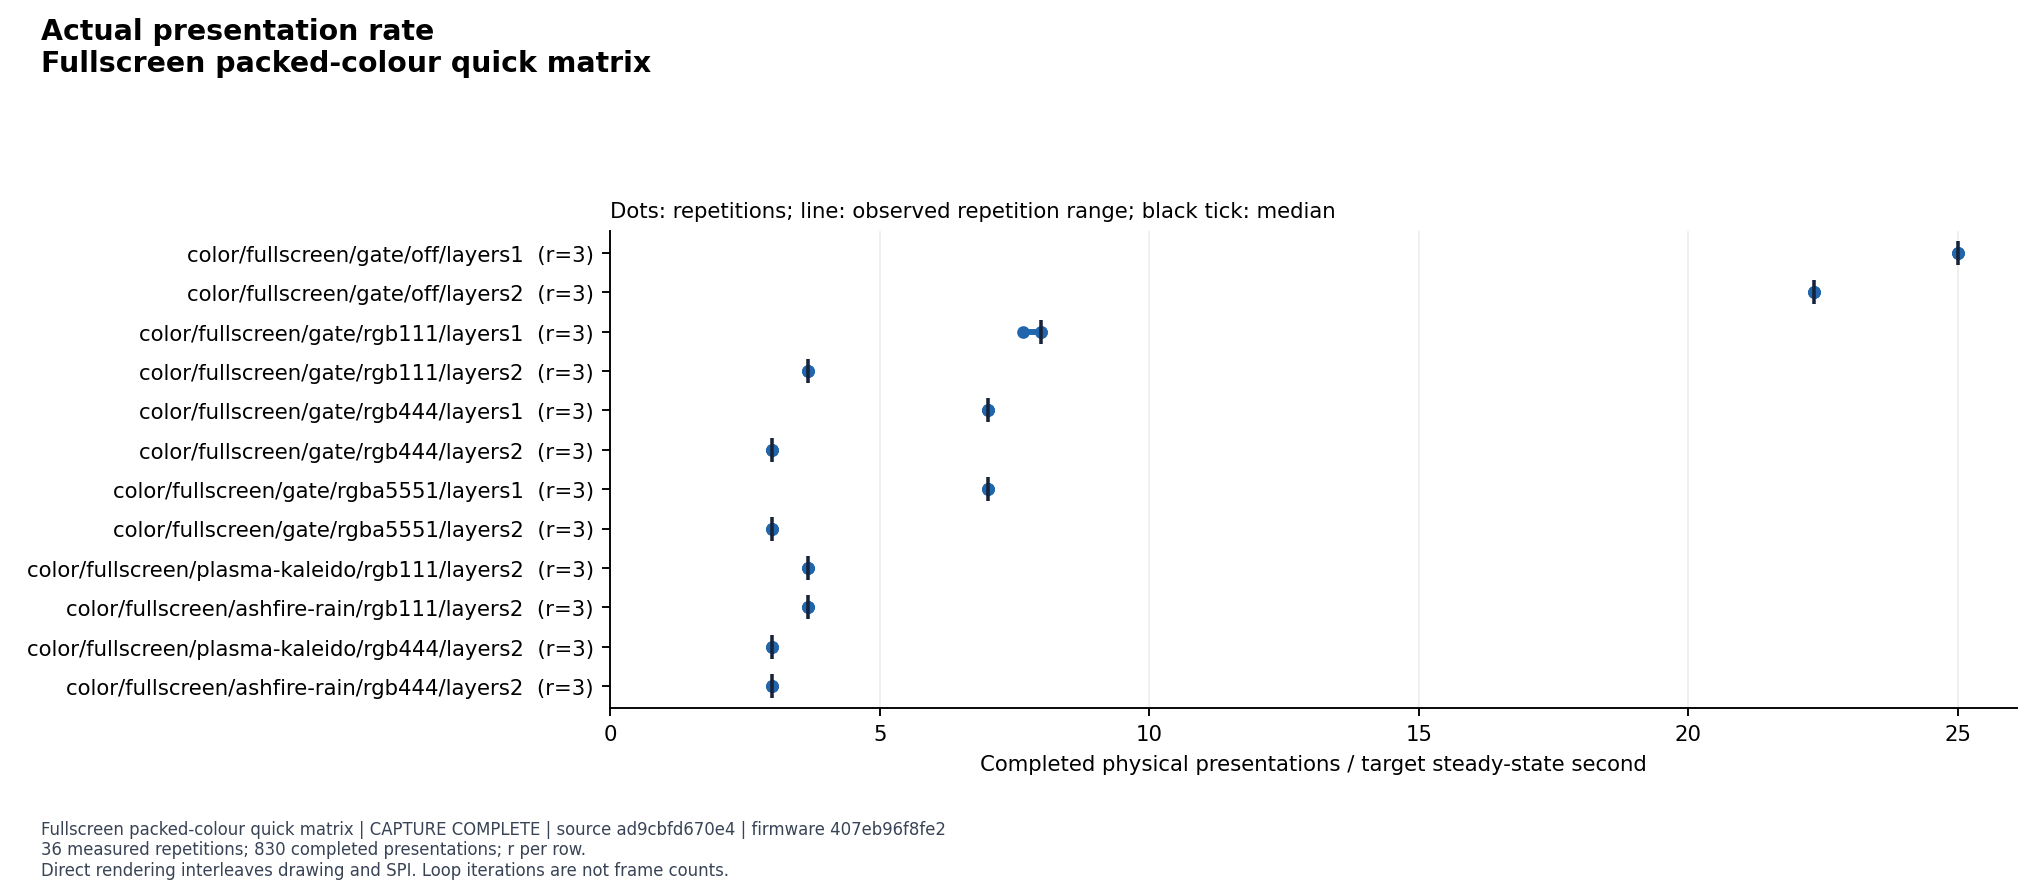 Actual presentation rate
Fullscreen packed-colour quick matrix
Dots: repetitions; line: observed repetition range; black tick: median
color/fullscreen/gate/off/layers1 (r=3)
color/fullscreen/gate/off/layers2 (r=3)
color/fullscreen/gate/rgb111/layers1 (r=3)
color/fullscreen/gate/rgb111/layers2 (r=3)
color/fullscreen/gate/rgb444/layers1 (r=3)
color/fullscreen/gate/rgb444/layers2 (r=3)
color/fullscreen/gate/rgba5551/layers1 (r=3)
color/fullscreen/gate/rgba5551/layers2 (r=3)
color/fullscreen/plasma-kaleido/rgb111/layers2 (r=3)
color/fullscreen/ashfire-rain/rgb111/layers2 (r=3)
color/fullscreen/plasma-kaleido/rgb444/layers2 (r=3)
color/fullscreen/ashfire-rain/rgb444/layers2 (r=3)
0 5 10 15 20 25
Completed physical presentations / target steady-state second
Fullscreen packed-colour quick matrix | CAPTURE COMPLETE | source ad9cbfd670e4 | firmware 407eb96f8fe2
36 measured repetitions; 830 completed presentations; r per row.
Direct rendering interleaves drawing and SPI. Loop iterations are not frame counts.